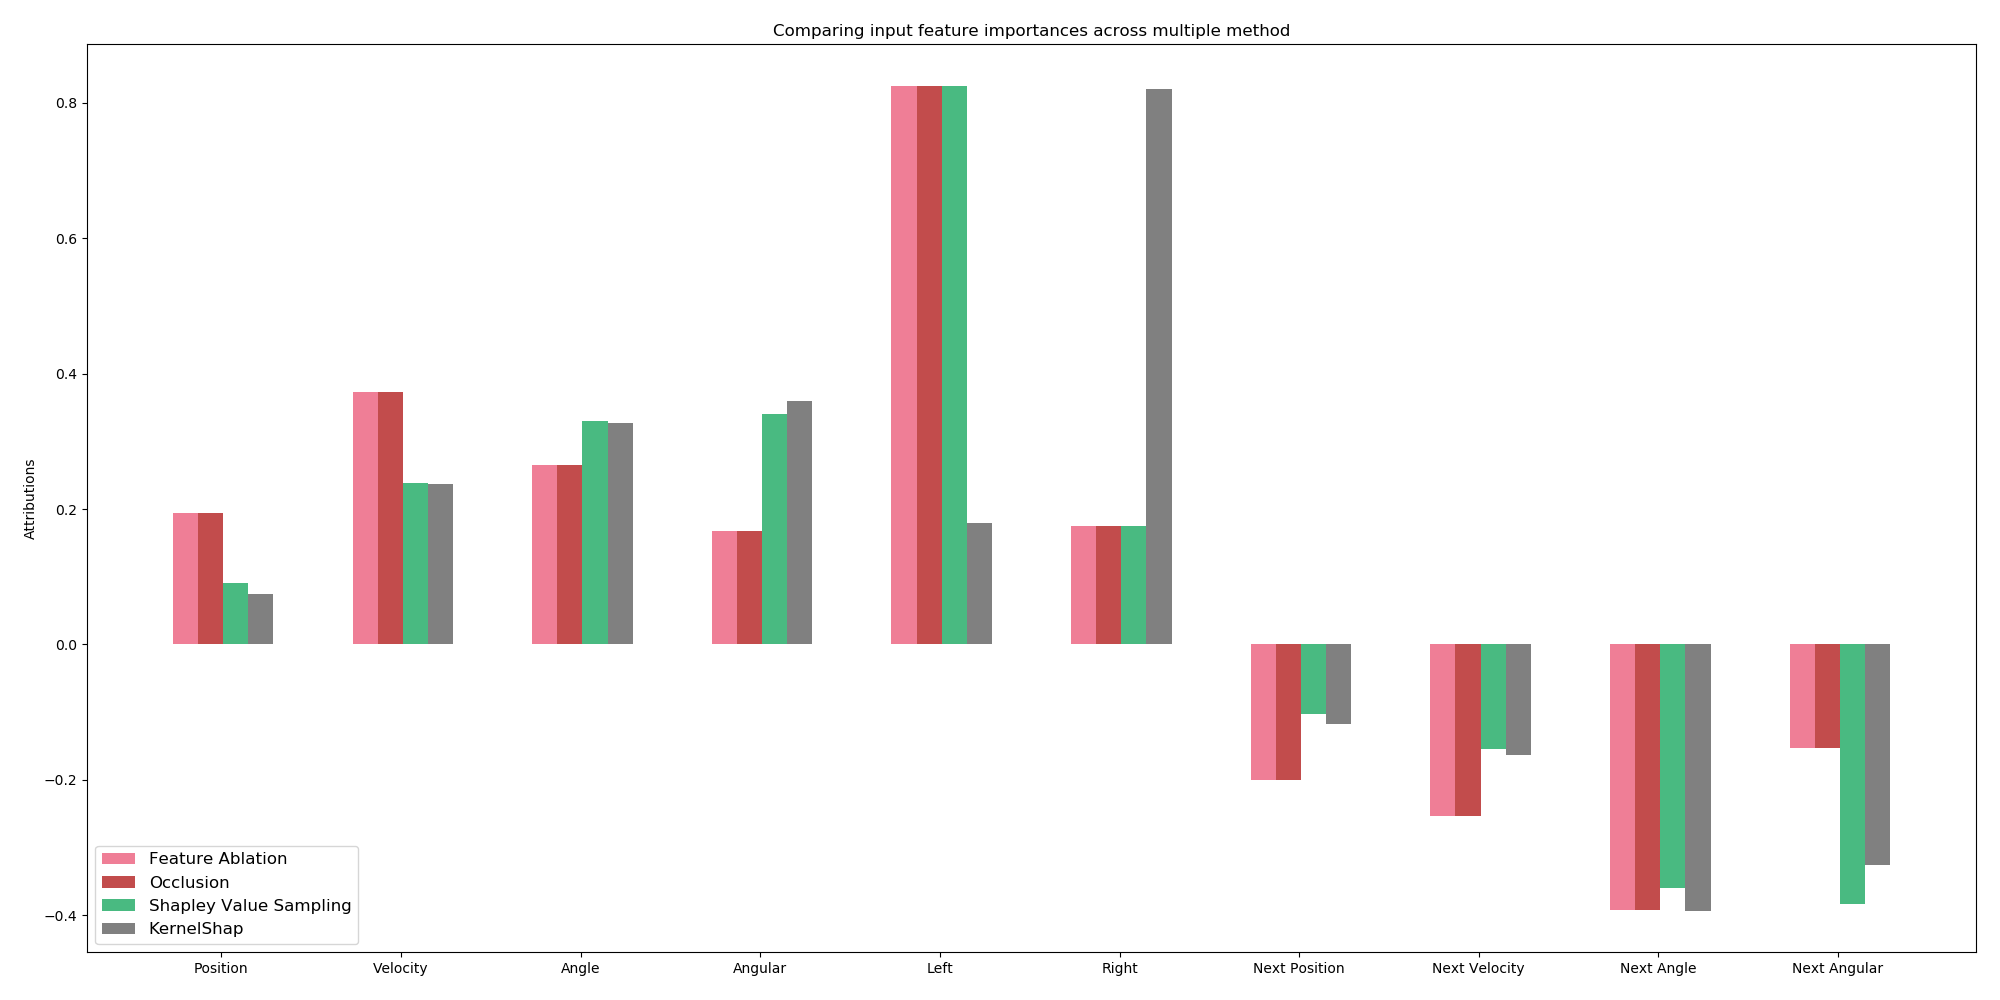 Comparing input feature importances across multiple method
Attributions
0.8
0.6
0.4
0.2
0.0
−0.2
−0.4
Feature Ablation
Occlusion
Shapley Value Sampling
KernelShap
Position Velocity Angle Angular Left Right Next Position Next Velocity Next Angle Next Angular